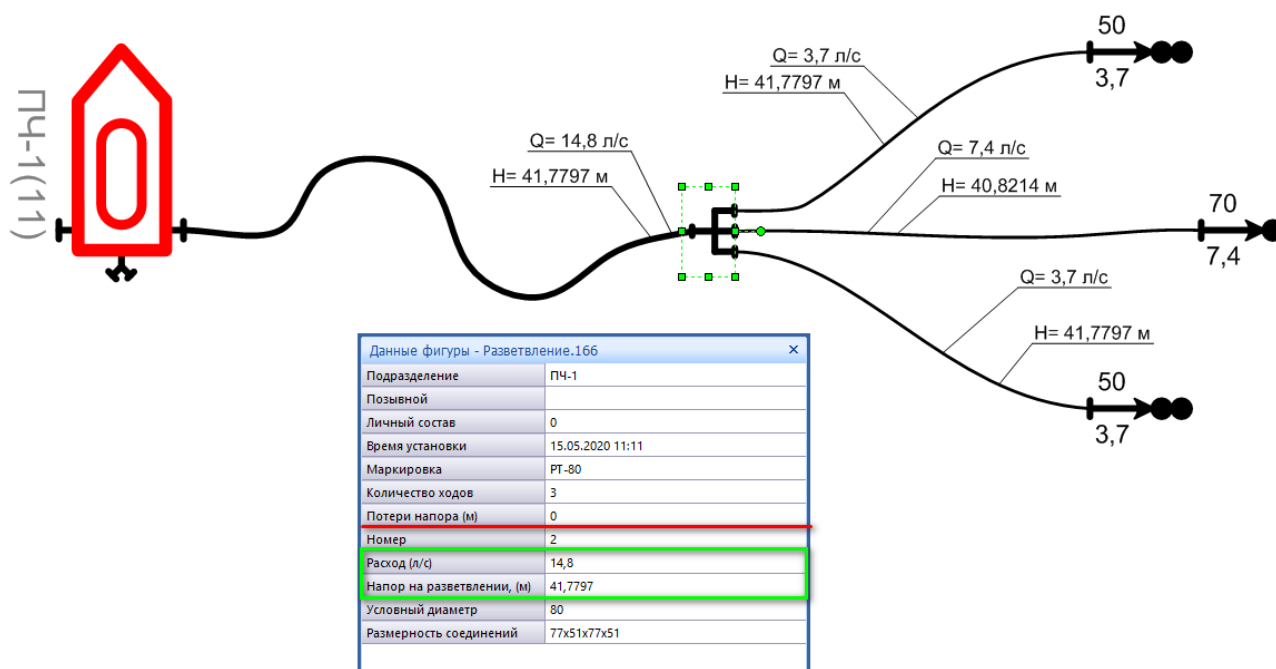 ПЧ-1(11)
Q= 14,8 л/с
H= 41,7797 м
Q= 3,7 л/с
H= 41,7797 м
50
3,7
Q= 7,4 л/с
H= 40,8214 м
70
7,4
Q= 3,7 л/с
H= 41,7797 м
50
3,7
Данные фигуры - Разветвление.166 ×
Подразделение ПЧ-1
Позывной
Личный состав 0
Время установки 15.05.2020 11:11
Маркировка РТ-80
Количество ходов 3
Потери напора (м) 0
Номер 2
Расход (л/с) 14,8
Напор на разветвлении, (м) 41,7797
Условный диаметр 80
Размерность соединений 77x51x77x51